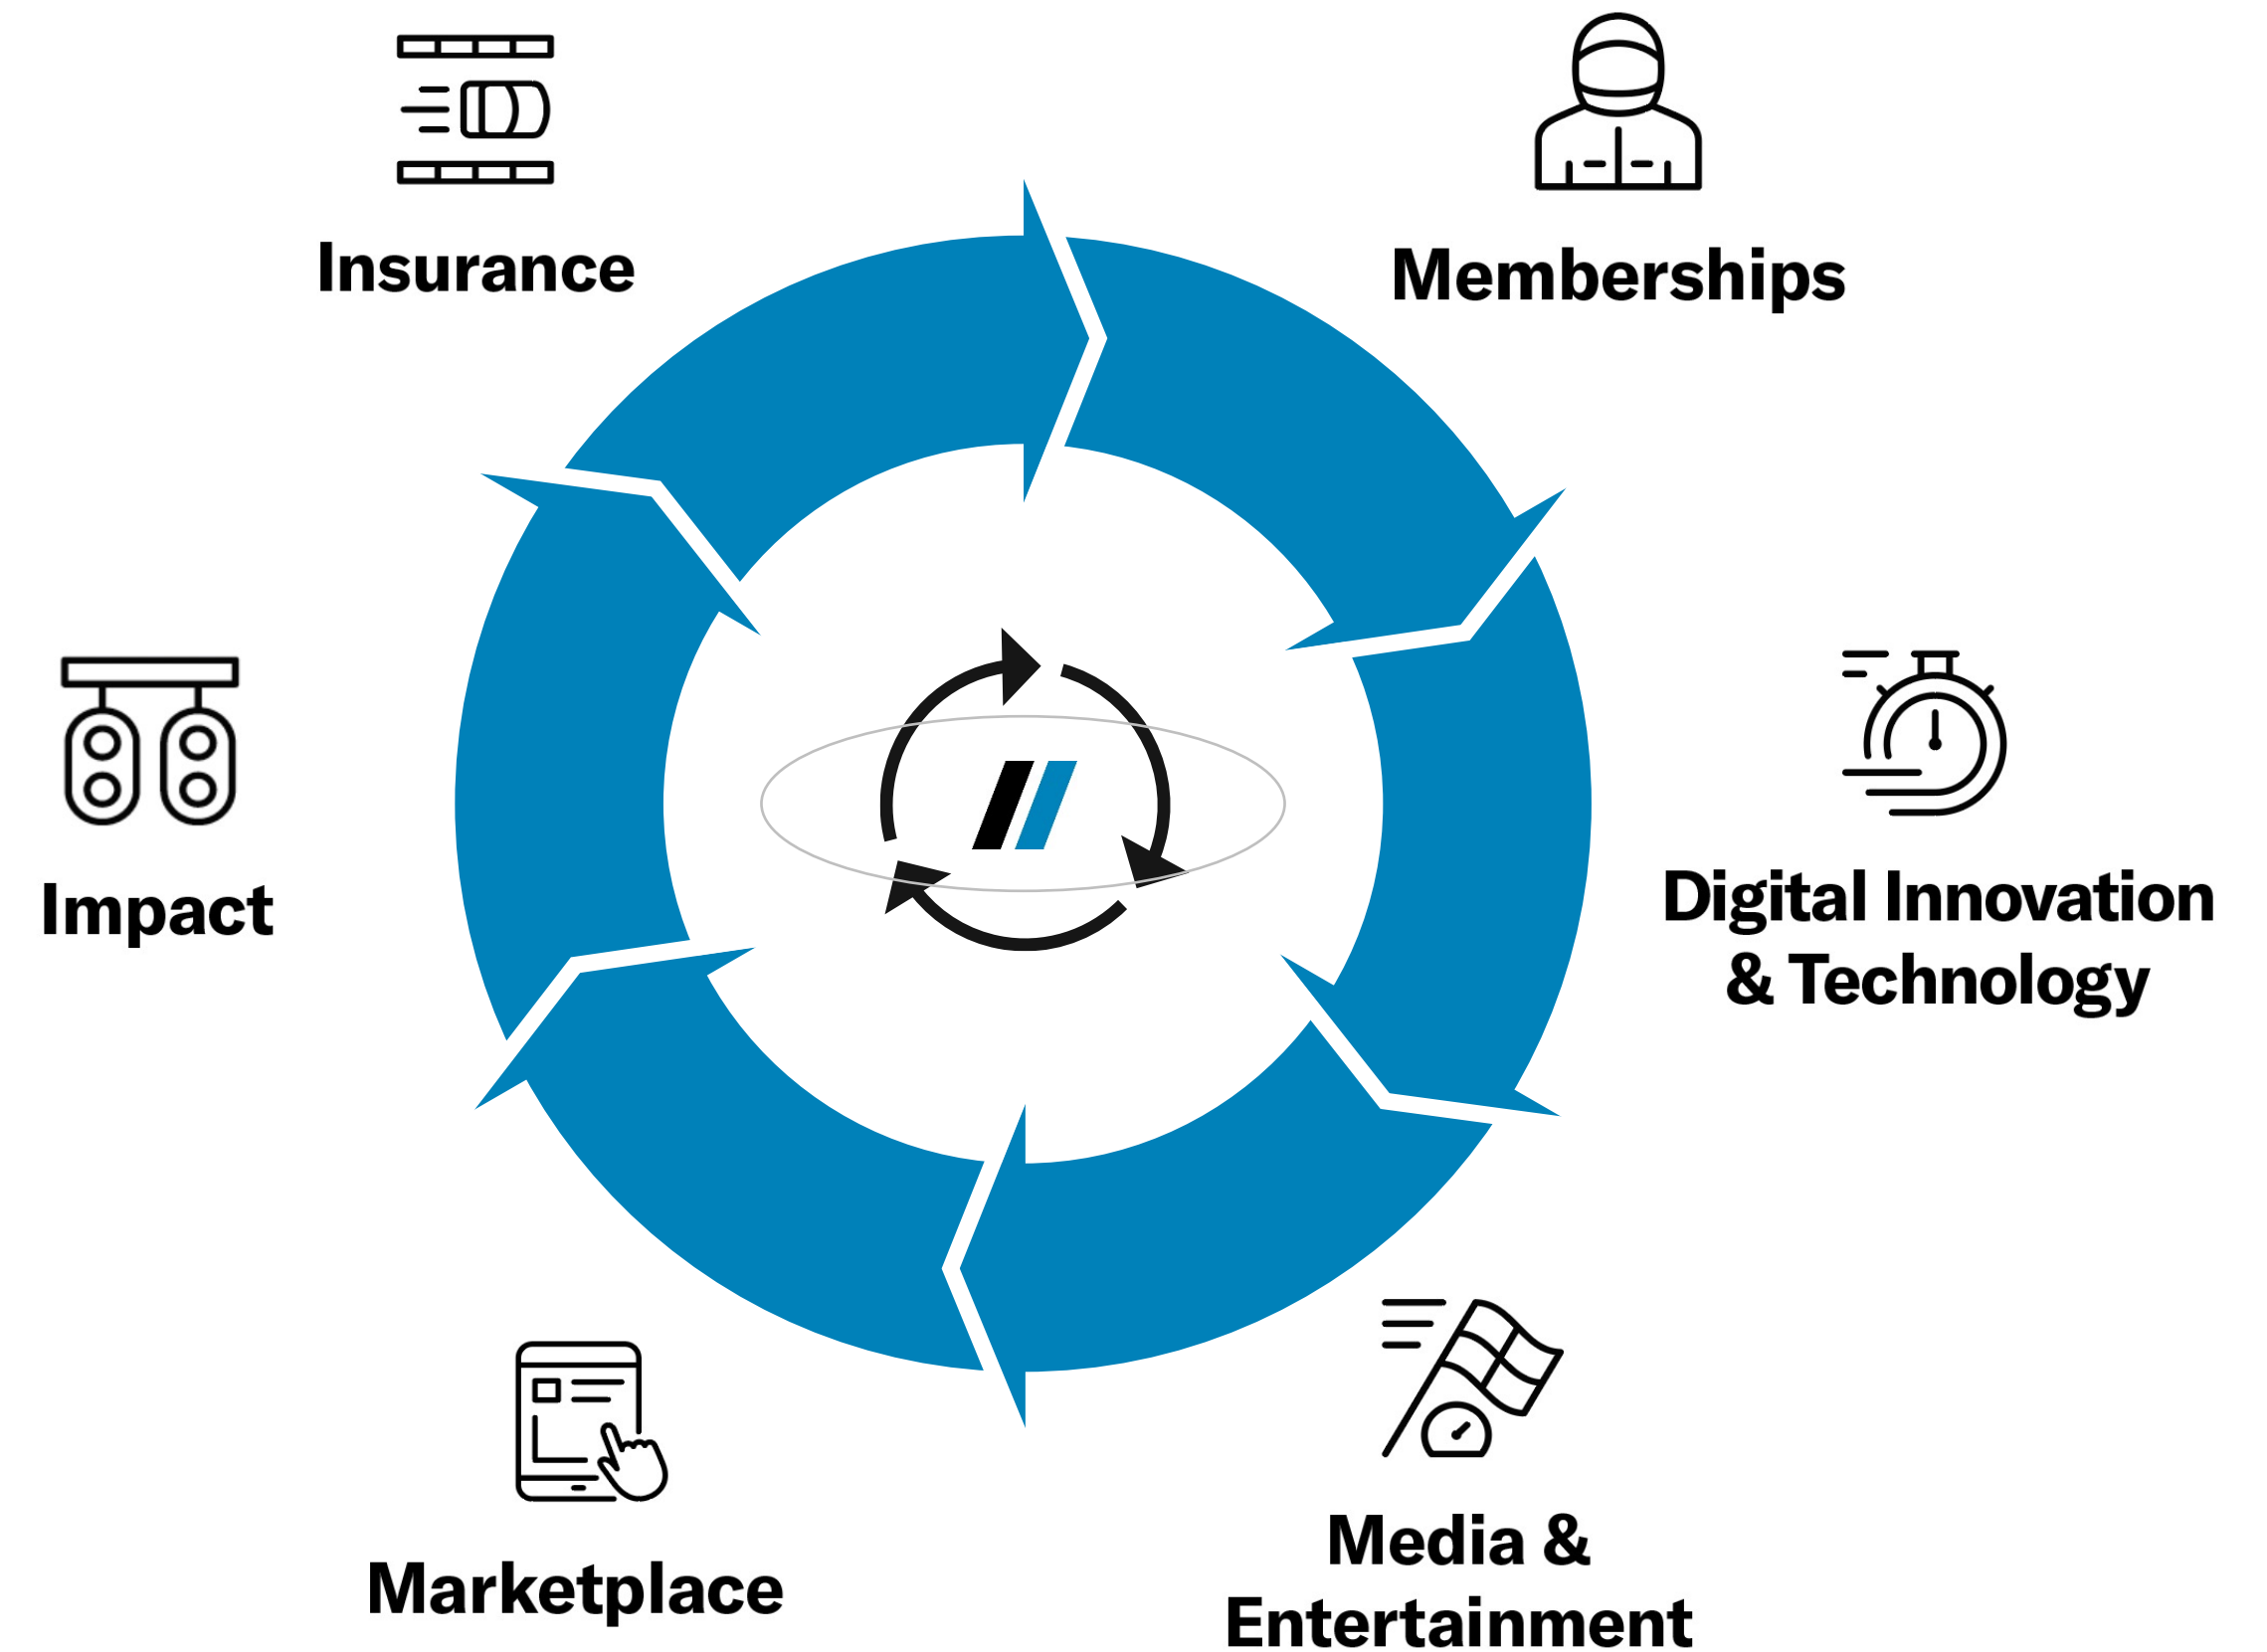 Insurance
Memberships
Impact
Digital Innovation
& Technology
Marketplace
Media &
Entertainment